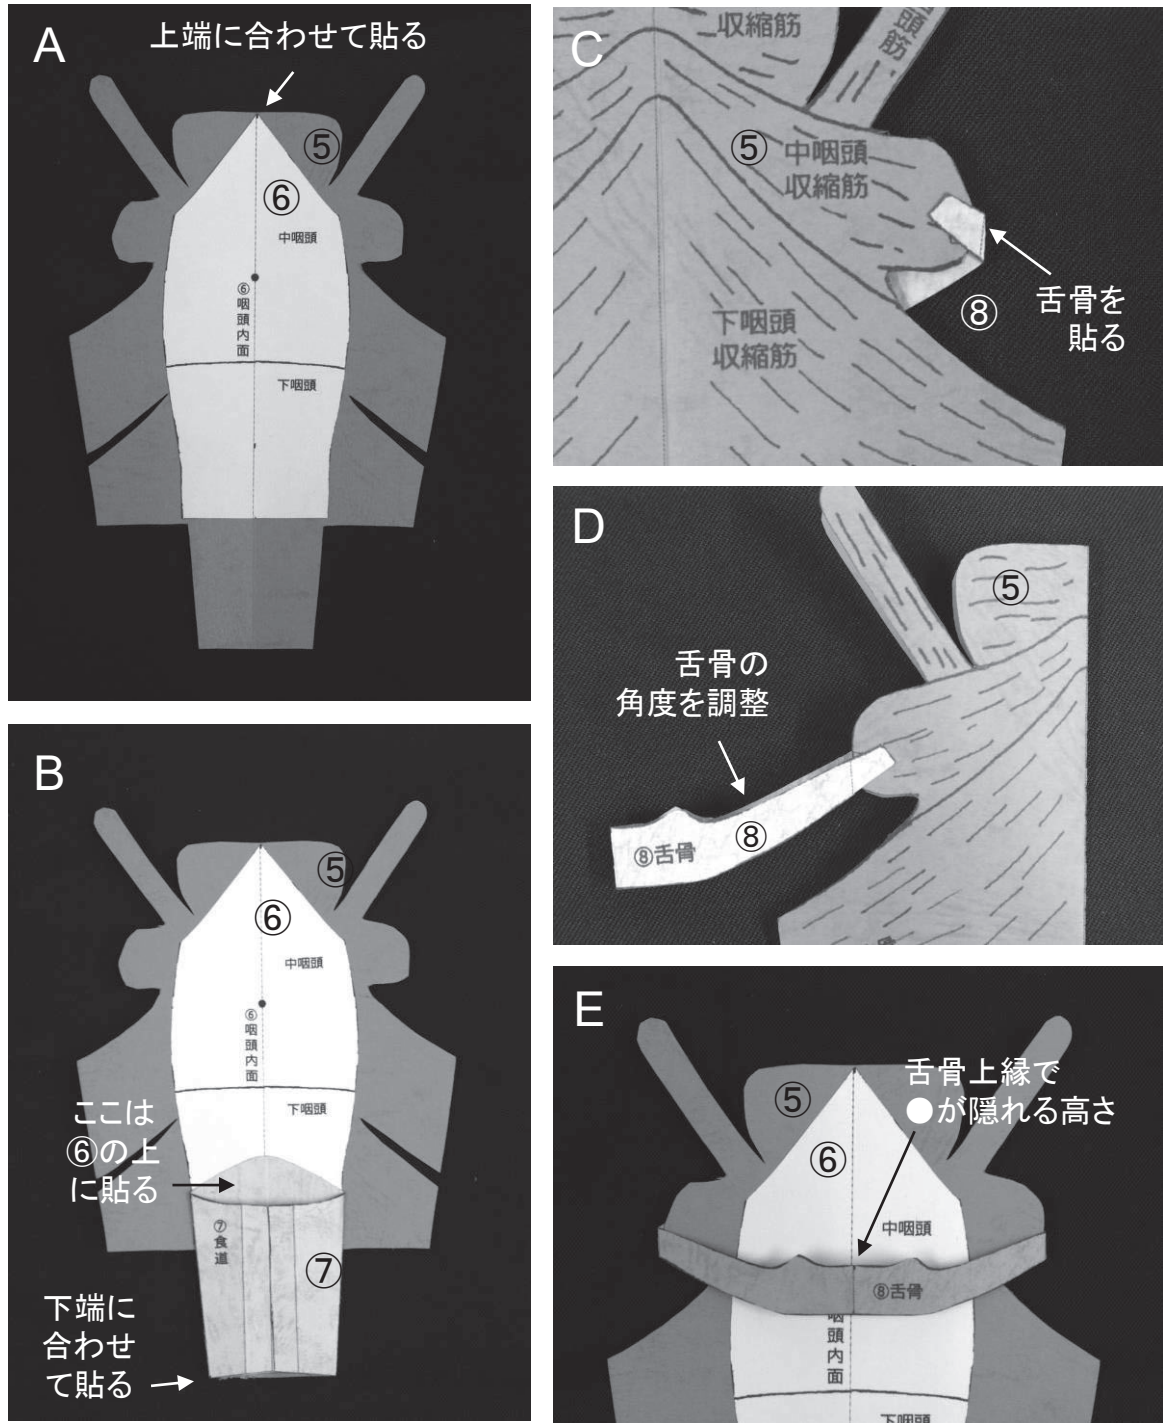 A
上端に合わせて貼る
⑤
⑥
中咽頭
⑥咽頭内面
下咽頭
B
⑤
⑥
中咽頭
⑥咽頭内面
下咽頭
ここは
⑥の上
に貼る
⑦食道
⑦
下端に
合わせ
て貼る
C
収縮筋
頭筋
⑤
中咽頭
収縮筋
下咽頭
収縮筋
⑧
舌骨を
貼る
D
⑤
舌骨の
角度を調整
⑧
⑧舌骨
E
舌骨上縁で
●が隠れる高さ
⑤
⑥
中咽頭
⑧舌骨
咽頭内面
下咽頭